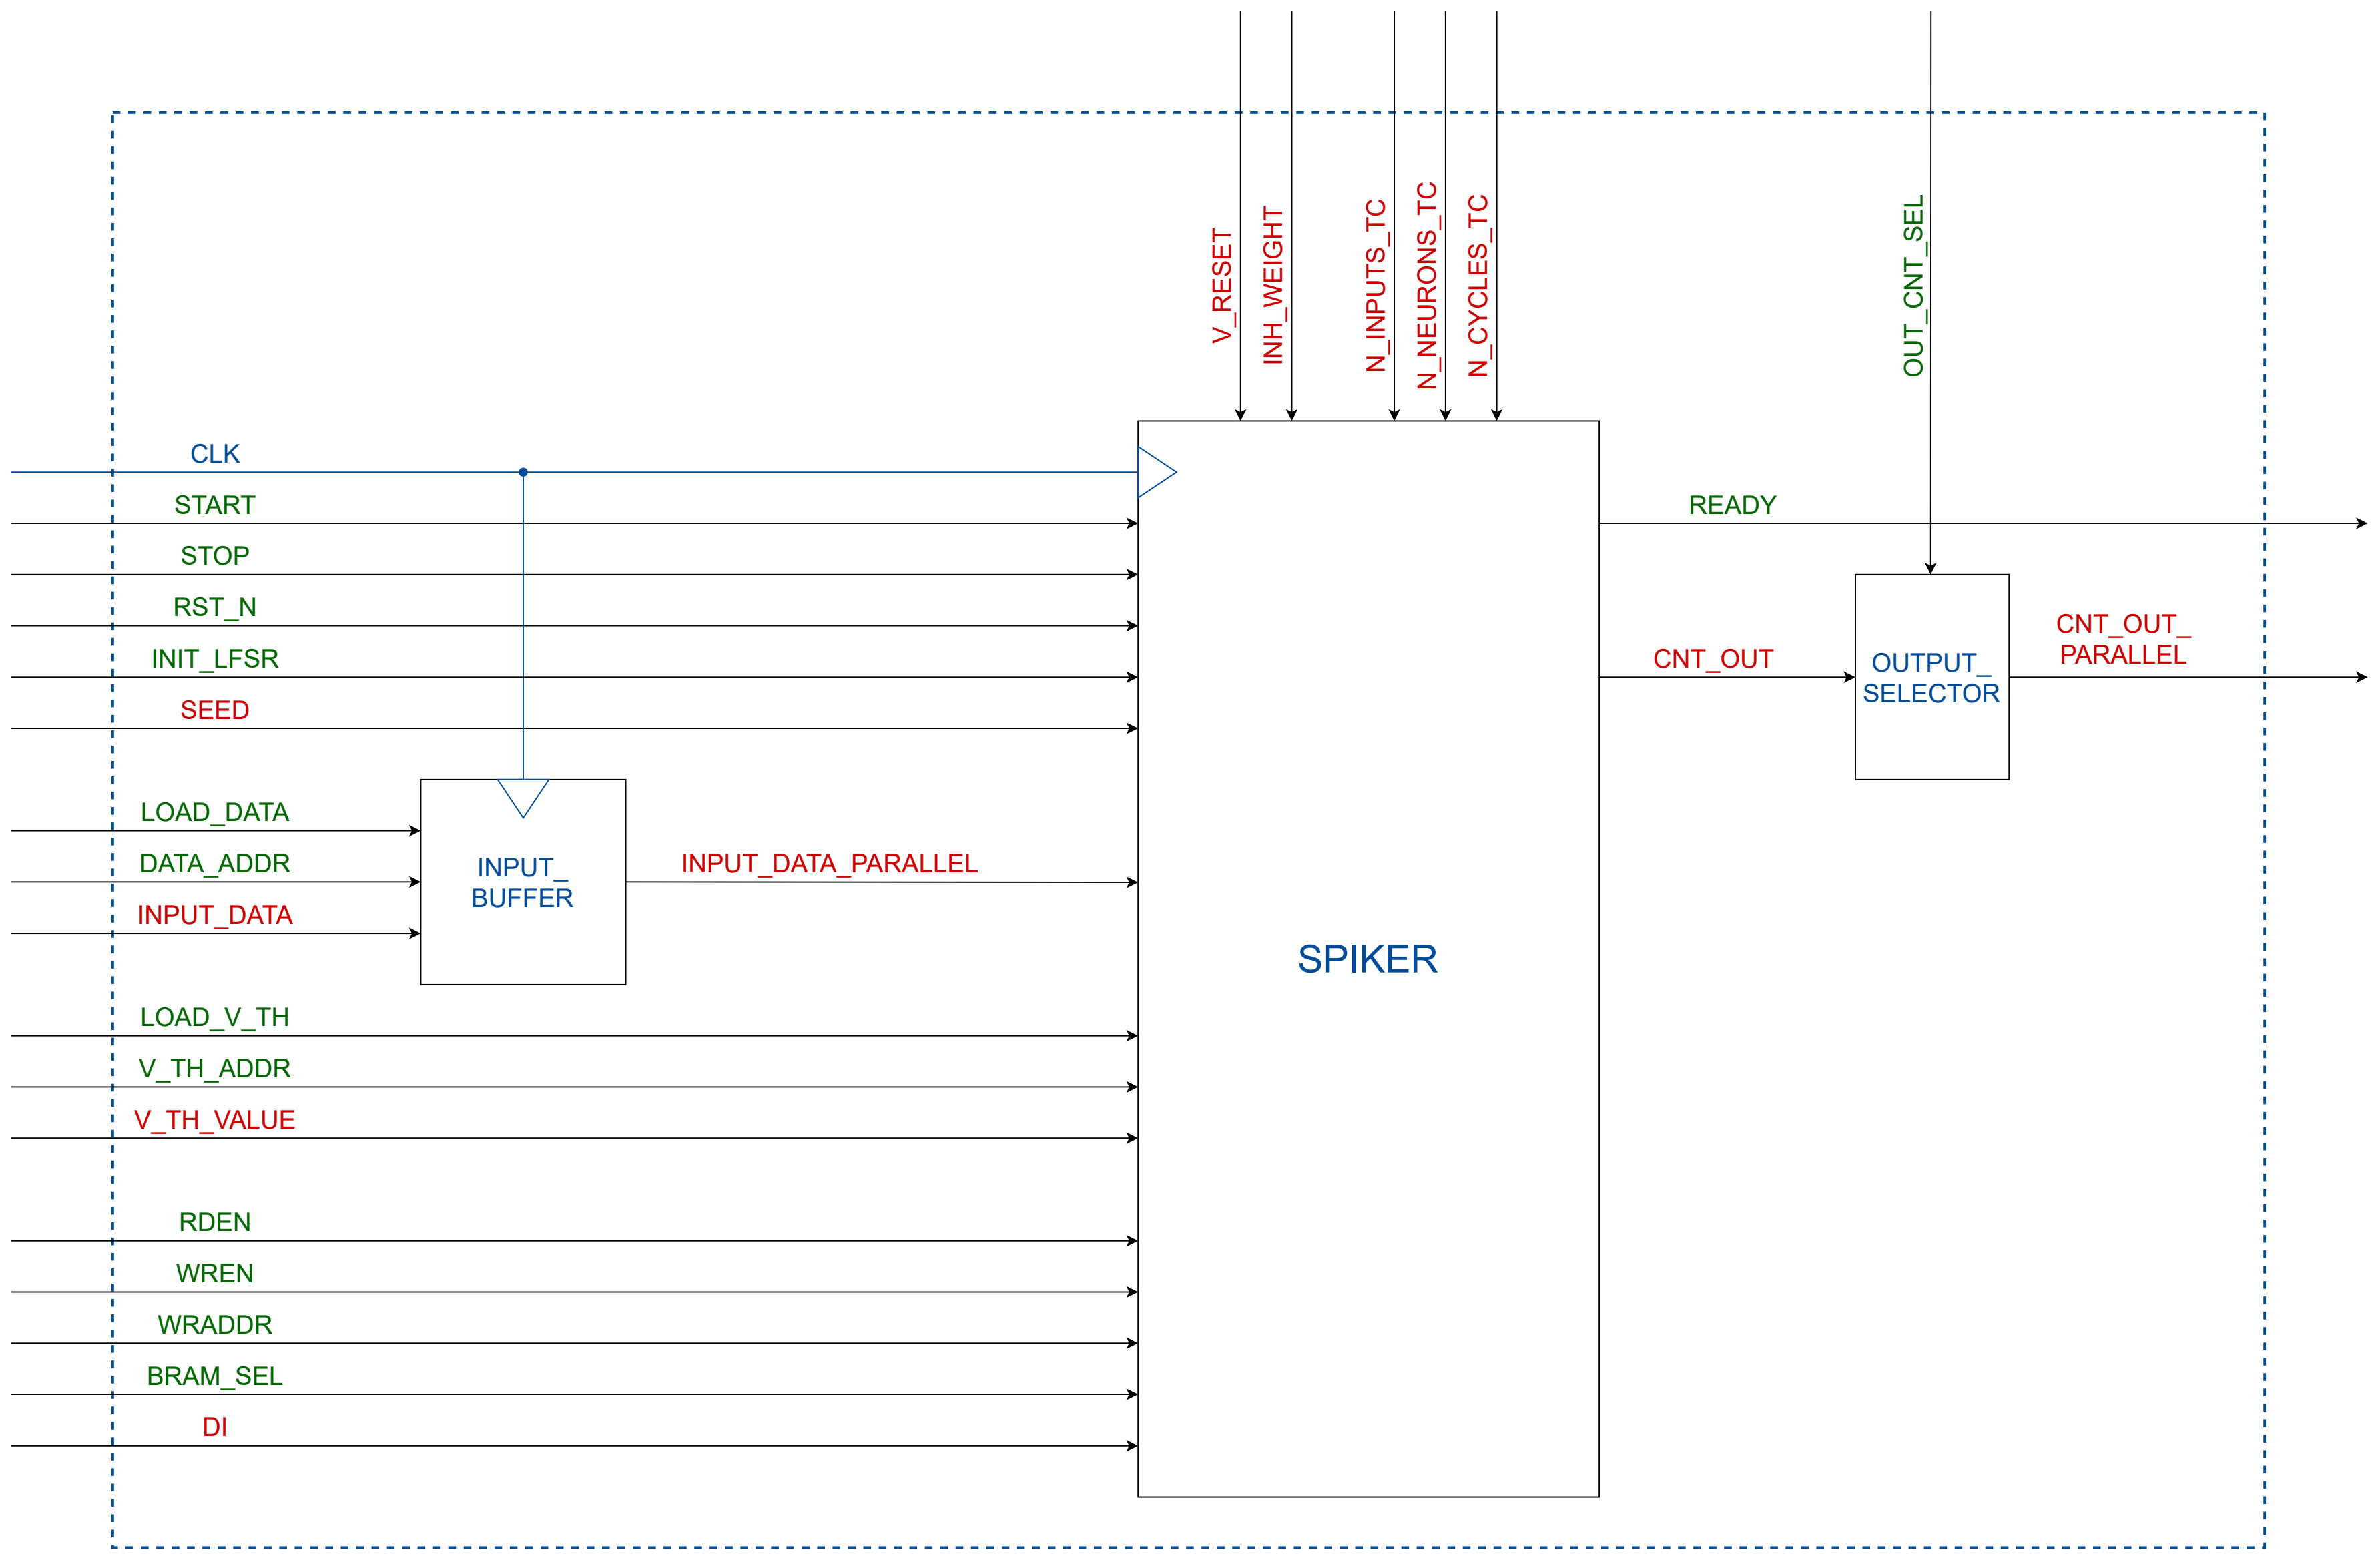 V_RESET
INH_WEIGHT
N_INPUTS_TC
N_NEURONS_TC
N_CYCLES_TC
OUT_CNT_SEL
CLK
START
STOP
RST_N
INIT_LFSR
SEED
LOAD_DATA
DATA_ADDR
INPUT_DATA
INPUT_
BUFFER
INPUT_DATA_PARALLEL
LOAD_V_TH
V_TH_ADDR
V_TH_VALUE
RDEN
WREN
WRADDR
BRAM_SEL
DI
SPIKER
READY
CNT_OUT
OUTPUT_
SELECTOR
CNT_OUT_
PARALLEL